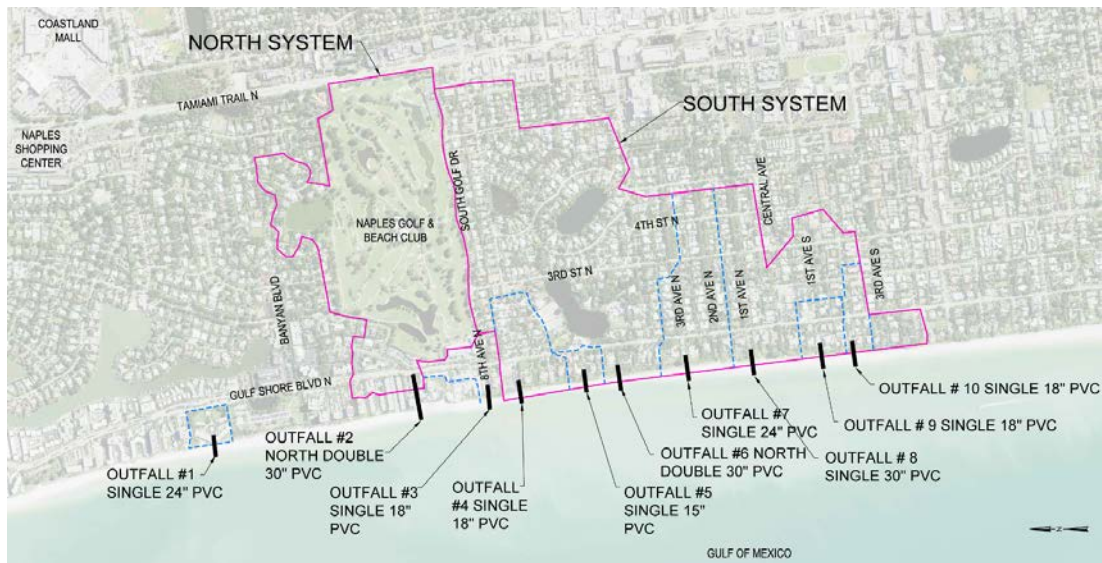 COASTLAND
MALL
NORTH SYSTEM
TAMIAMI TRAIL N
SOUTH SYSTEM
NAPLES
SHOPPING
CENTER
SOUTH GOLF DR
CENTRAL AVE
NAPLES GOLF &
BEACH CLUB
4TH ST N
1ST AVE S
3RD ST N
3RD AVE N
2ND AVE N
1ST AVE N
3RD AVE S
BANYAN BLVD
8TH AVE N
GULF SHORE BLVD N
OUTFALL #1
SINGLE 24" PVC
OUTFALL #2
NORTH DOUBLE
30" PVC
OUTFALL #3
SINGLE 18"
PVC
OUTFALL
#4 SINGLE
18" PVC
OUTFALL #5
SINGLE 15"
PVC
OUTFALL #6 NORTH
DOUBLE 30" PVC
OUTFALL #7
SINGLE 24" PVC
OUTFALL # 8
SINGLE 30" PVC
OUTFALL # 9 SINGLE 18" PVC
OUTFALL # 10 SINGLE 18" PVC
GULF OF MEXICO
N